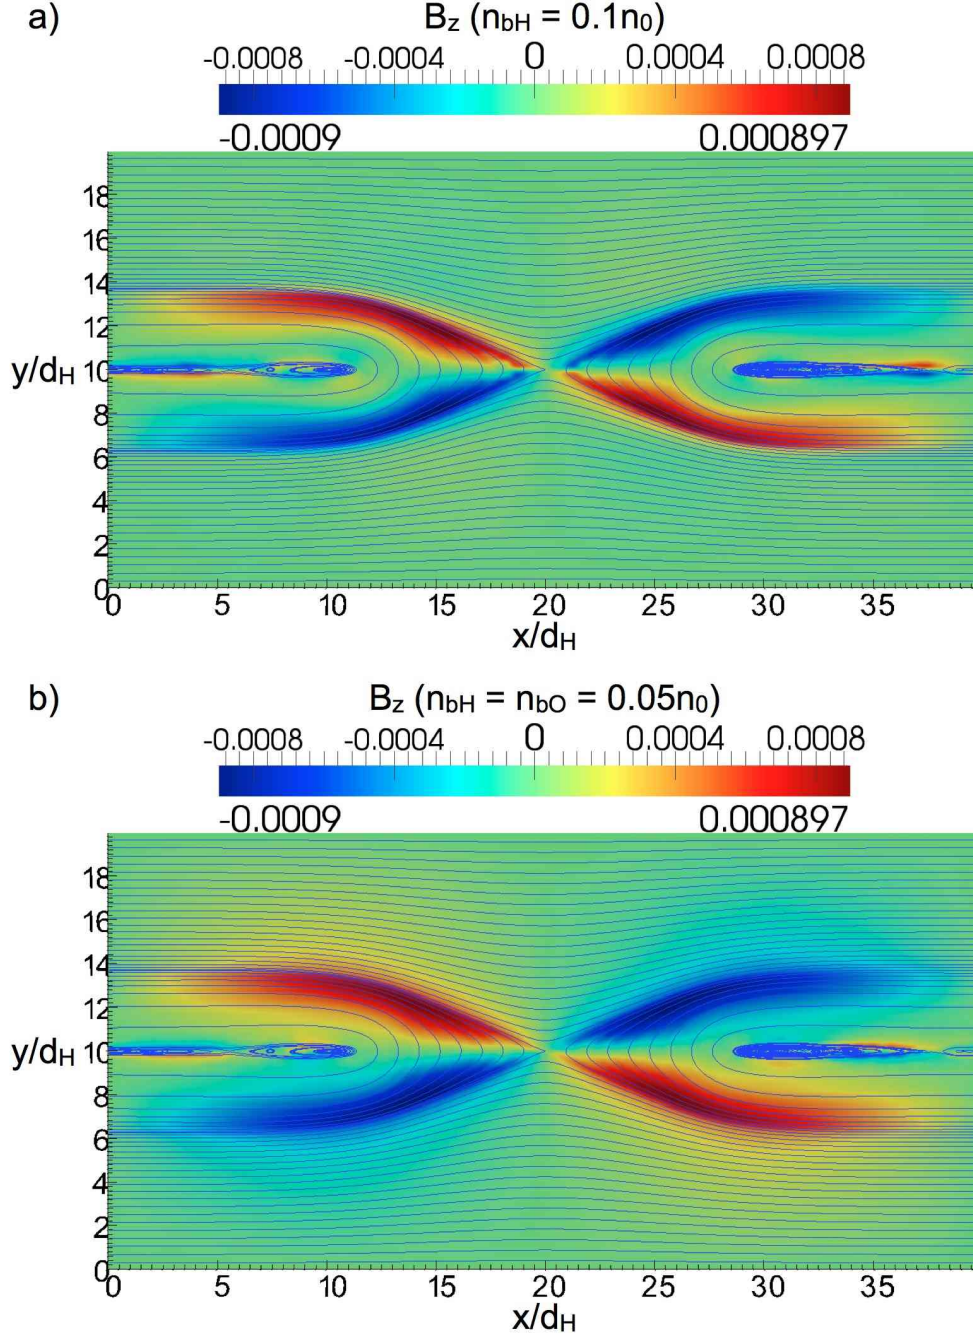 a)
B_z (n_bH = 0.1n_0)
-0.0008 -0.0004 0 0.0004 0.0008
-0.0009 0.000897
18
16
14
12
y/d_H 10
8
6
4
2
0
0 5 10 15 20 25 30 35
x/d_H
b)
B_z (n_bH = n_bO = 0.05n_0)
-0.0008 -0.0004 0 0.0004 0.0008
-0.0009 0.000897
18
16
14
12
y/d_H 10
8
6
4
2
0
0 5 10 15 20 25 30 35
x/d_H